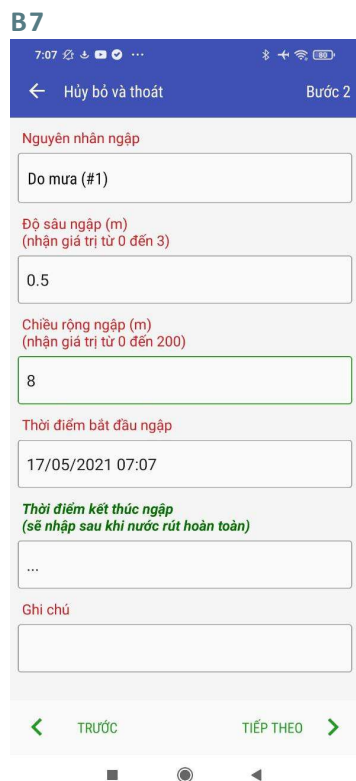 B7
7:07 ... 80
Hủy bỏ và thoát Bước 2
Nguyên nhân ngập
Do mưa (#1)
Độ sâu ngập (m)
(nhận giá trị từ 0 đến 3)
0.5
Chiều rộng ngập (m)
(nhận giá trị từ 0 đến 200)
8
Thời điểm bắt đầu ngập
17/05/2021 07:07
Thời điểm kết thúc ngập
(sẽ nhập sau khi nước rút hoàn toàn)
...
Ghi chú
TRƯỚC TIẾP THEO